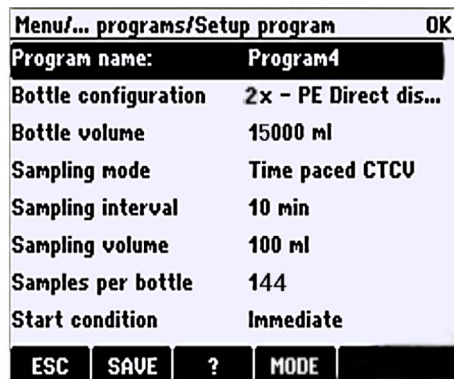 Menu/... programs/Setup program OK
Program name: Program4
Bottle configuration 2x - PE Direct dis...
Bottle volume 15000 ml
Sampling mode Time paced CTCV
Sampling interval 10 min
Sampling volume 100 ml
Samples per bottle 144
Start condition Immediate
ESC SAVE ? MODE